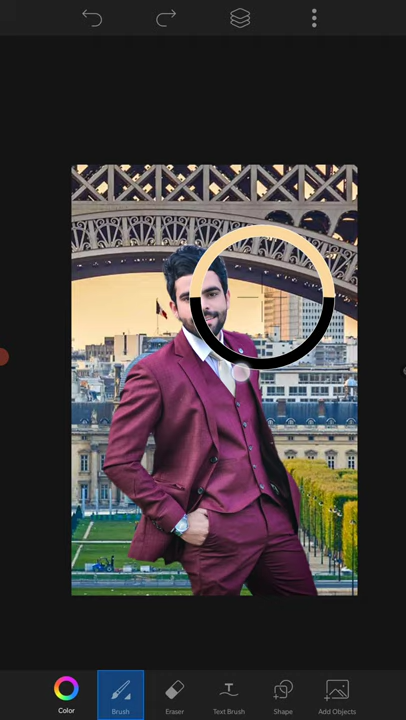 Color
Brush
Eraser
Text Brush
Shape
Add Objects